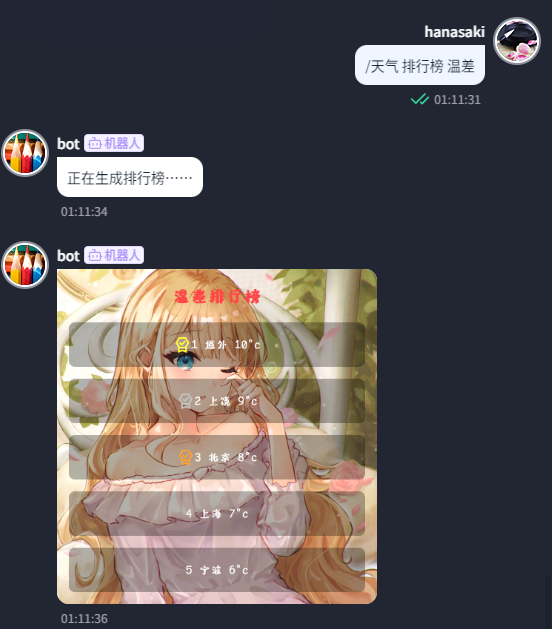 hanasaki
/天气 排行榜 温差
01:11:31
bot 机器人
正在生成排行榜……
01:11:34
bot 机器人
温差排行榜
1 塘外 10°c
2 上饶 9°c
3 北京 8°c
4 上海 7°c
5 宁波 6°c
01:11:36